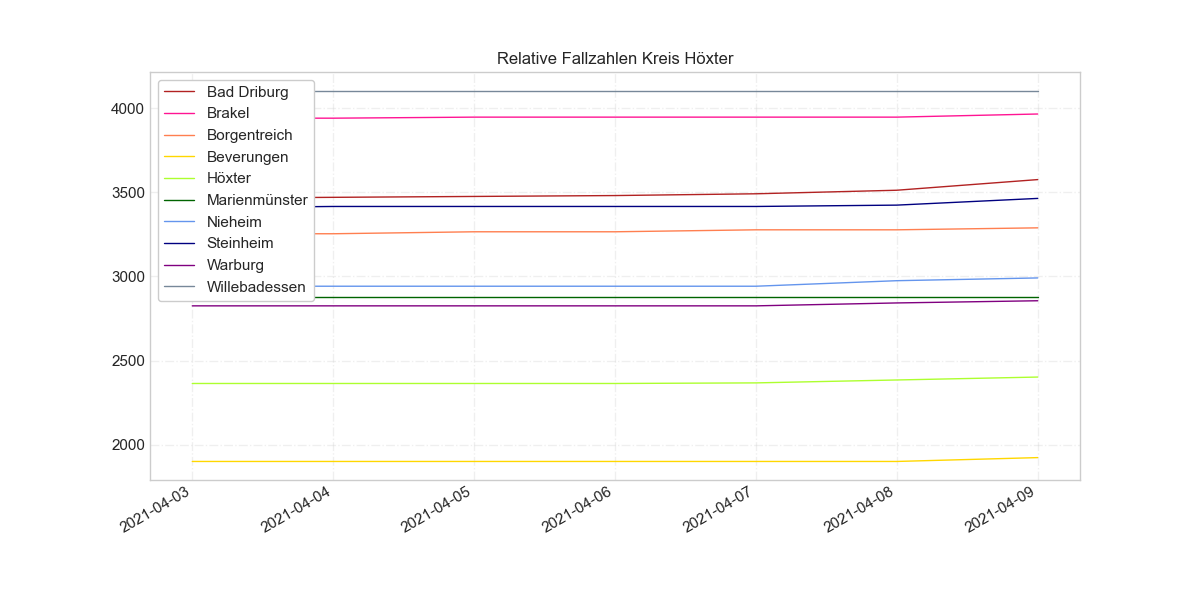 Relative Fallzahlen Kreis Höxter
Bad Driburg
Brakel
Borgentreich
Beverungen
Höxter
Marienmünster
Nieheim
Steinheim
Warburg
Willebadessen
4000
3500
3000
2500
2000
2021-04-03
2021-04-04
2021-04-05
2021-04-06
2021-04-07
2021-04-08
2021-04-09